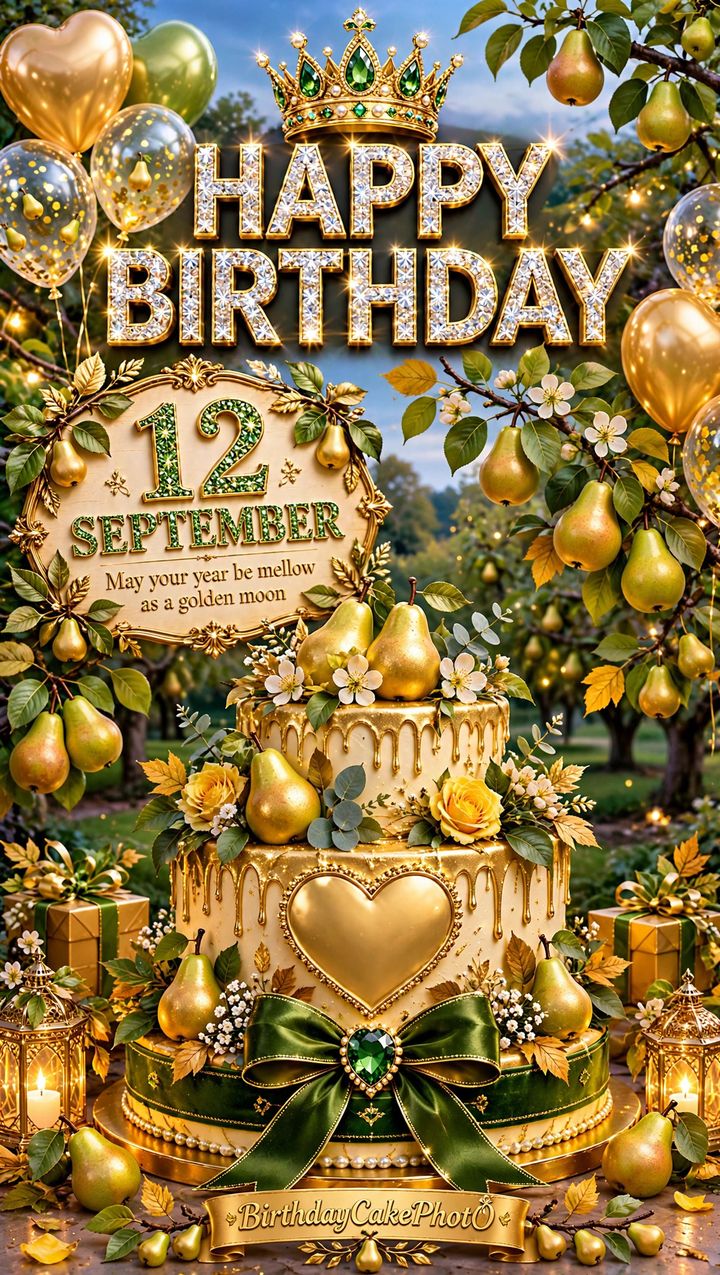 HAPPY
BIRTHDAY
12
SEPTEMBER
May your year be mellow
as a golden moon
BirthdayCakePhotO